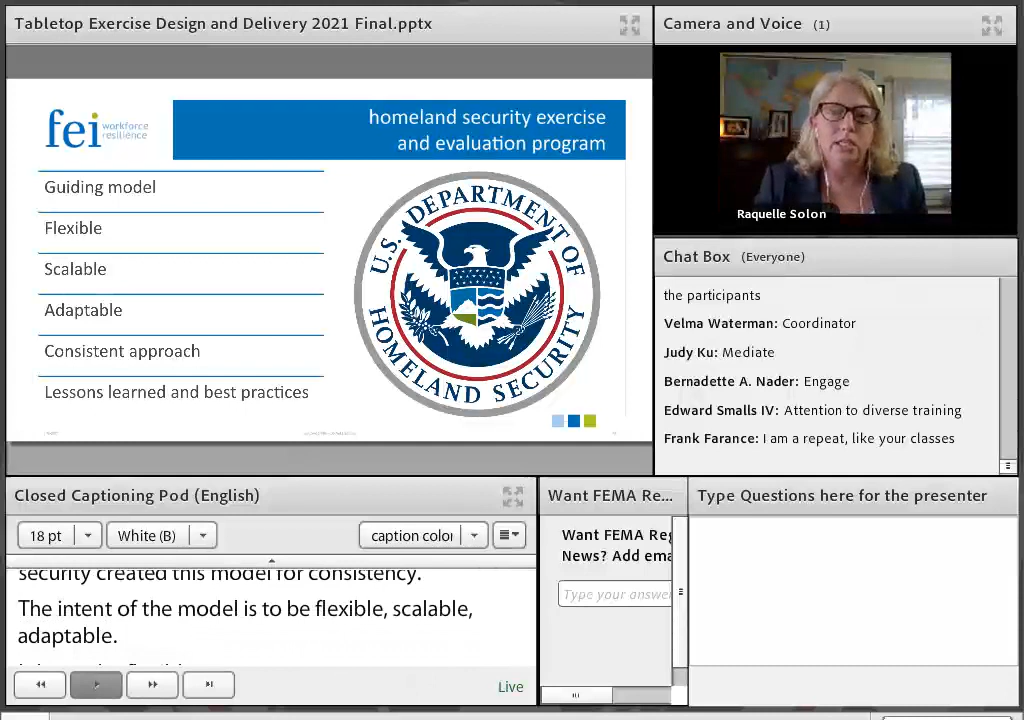 Tabletop Exercise Design and Delivery 2021 Final.pptx
fei workforce
resilience
homeland security exercise
and evaluation program
Guiding model
Flexible
Scalable
Adaptable
Consistent approach
Lessons learned and best practices
U.S. DEPARTMENT OF
HOMELAND SECURITY
Camera and Voice (1)
Raquelle Solon
Chat Box (Everyone)
the participants
Velma Waterman: Coordinator
Judy Ku: Mediate
Bernadette A. Nader: Engage
Edward Smalls IV: Attention to diverse training
Frank Farance: I am a repeat, like your classes
Closed Captioning Pod (English)
18 pt
White (B)
caption color
security created this model for consistency.
The intent of the model is to be flexible, scalable,
adaptable.
Live
Want FEMA Re...
Want FEMA Reg
News? Add ema
Type your answer
Type Questions here for the presenter